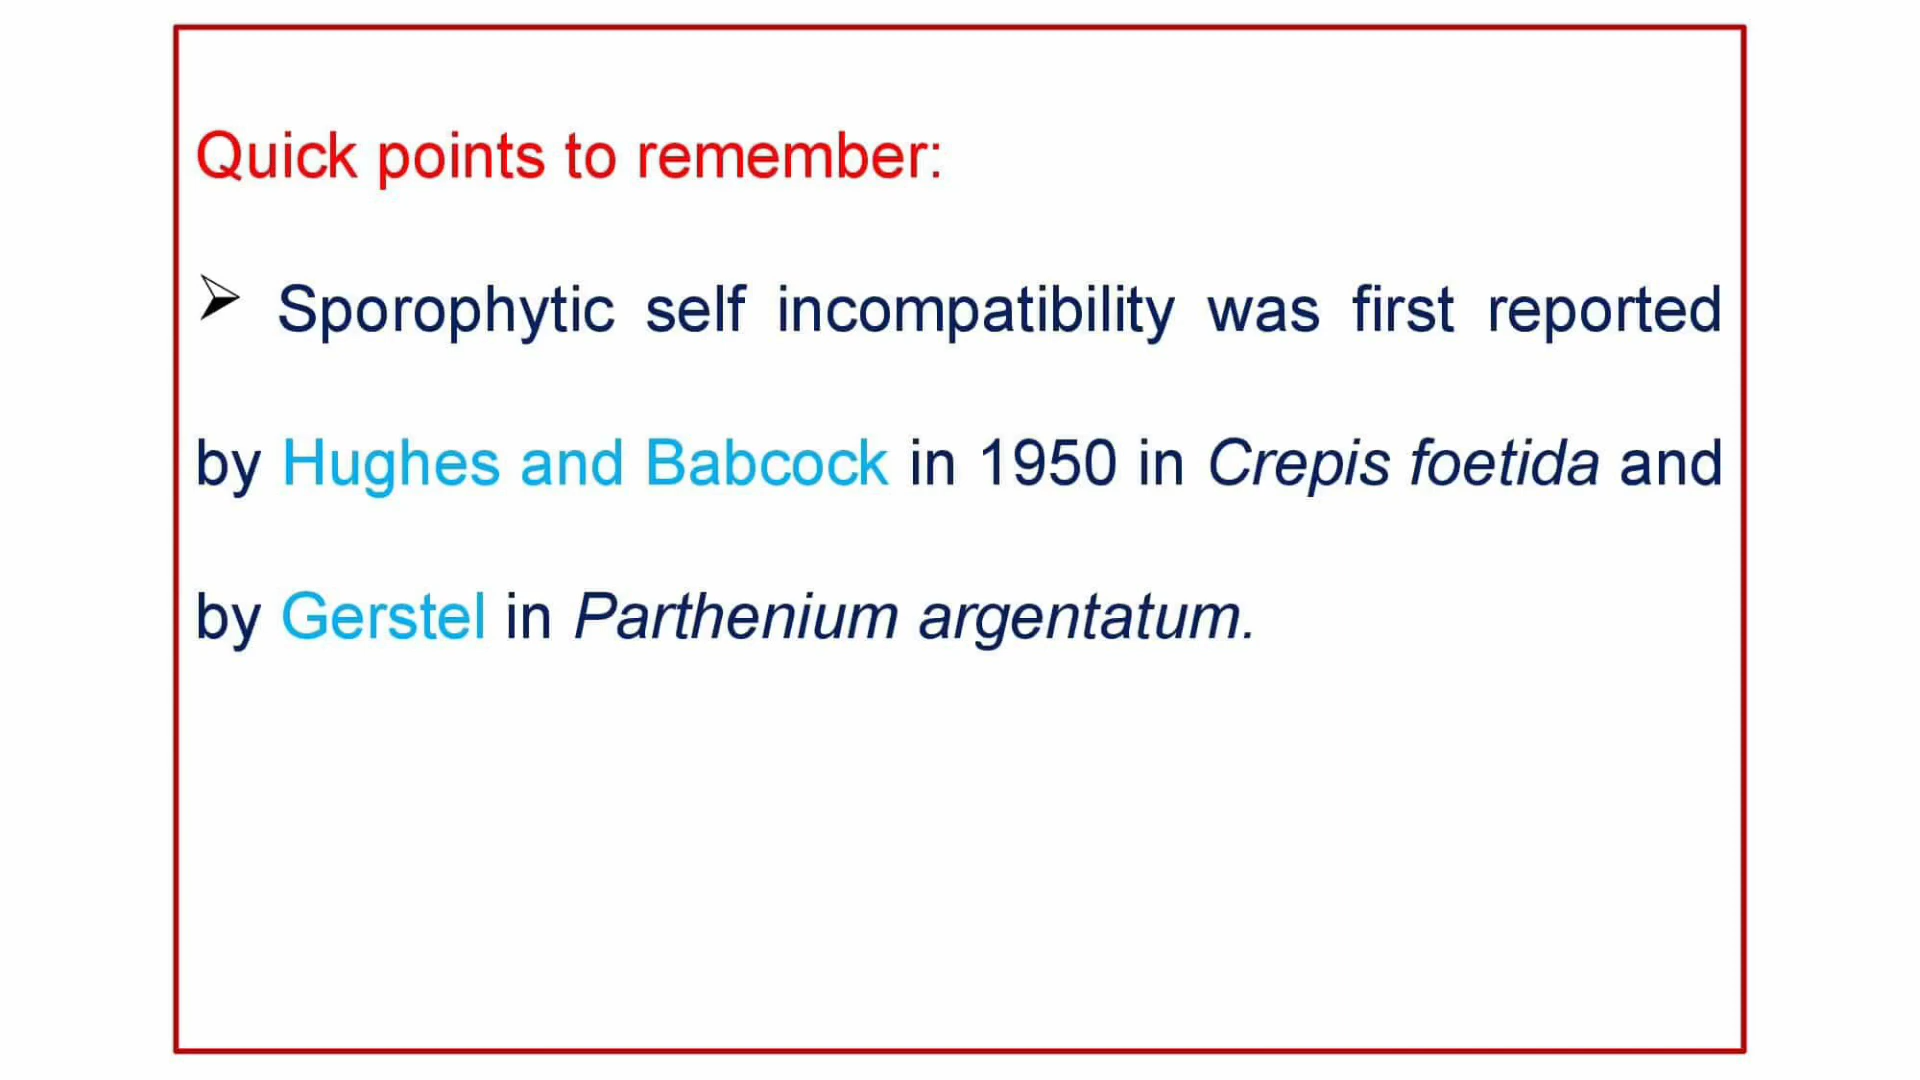 Quick points to remember:
➢ Sporophytic self incompatibility was first reported
by Hughes and Babcock in 1950 in Crepis foetida and
by Gerstel in Parthenium argentatum.